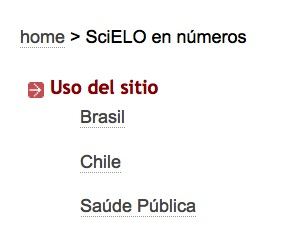 home > SciELO en números
Uso del sitio
Brasil
Chile
Saúde Pública